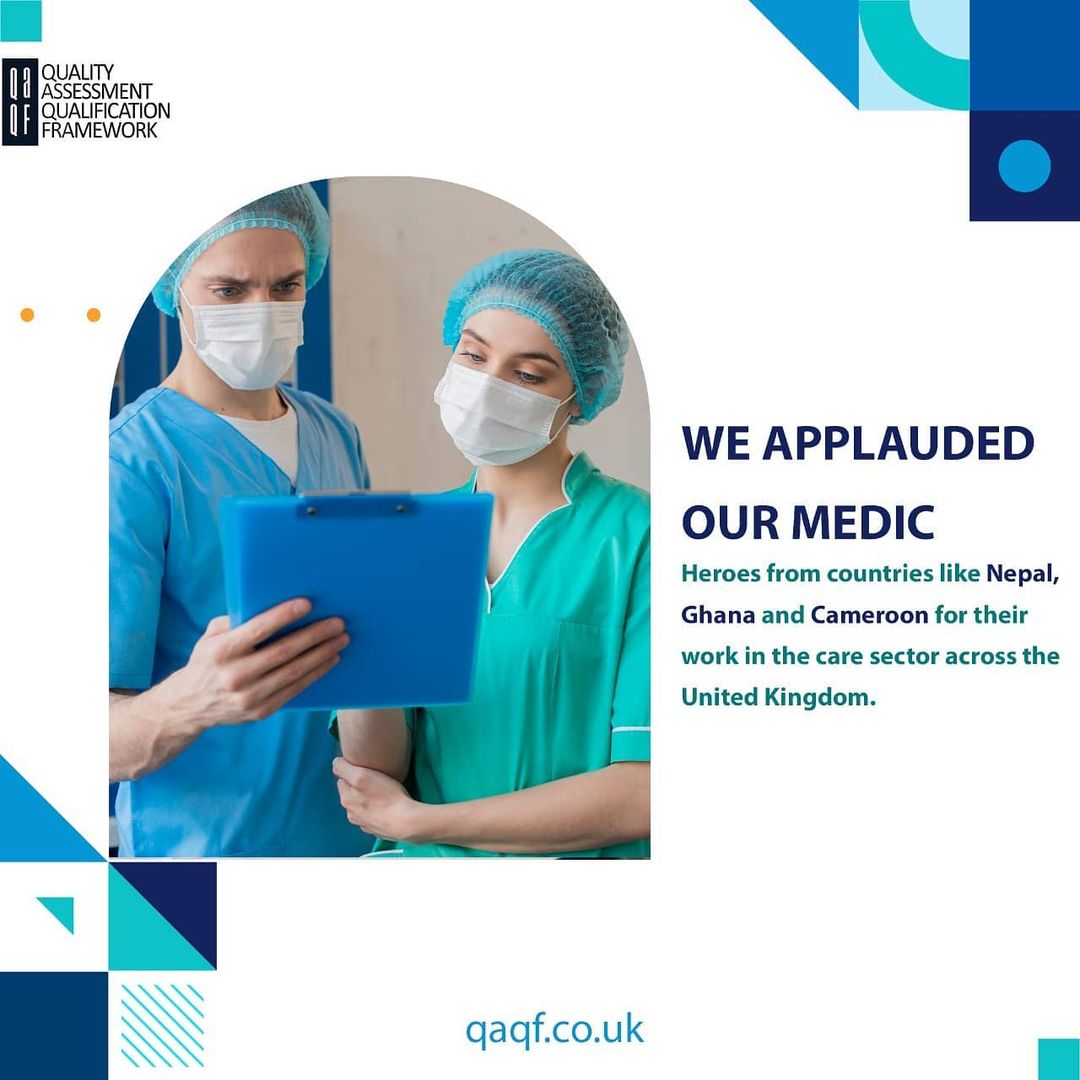 QaQF
QUALITY
ASSESSMENT
QUALIFICATION
FRAMEWORK
WE APPLAUDED
OUR MEDIC
Heroes from countries like Nepal,
Ghana and Cameroon for their
work in the care sector across the
United Kingdom.
qaqf.co.uk